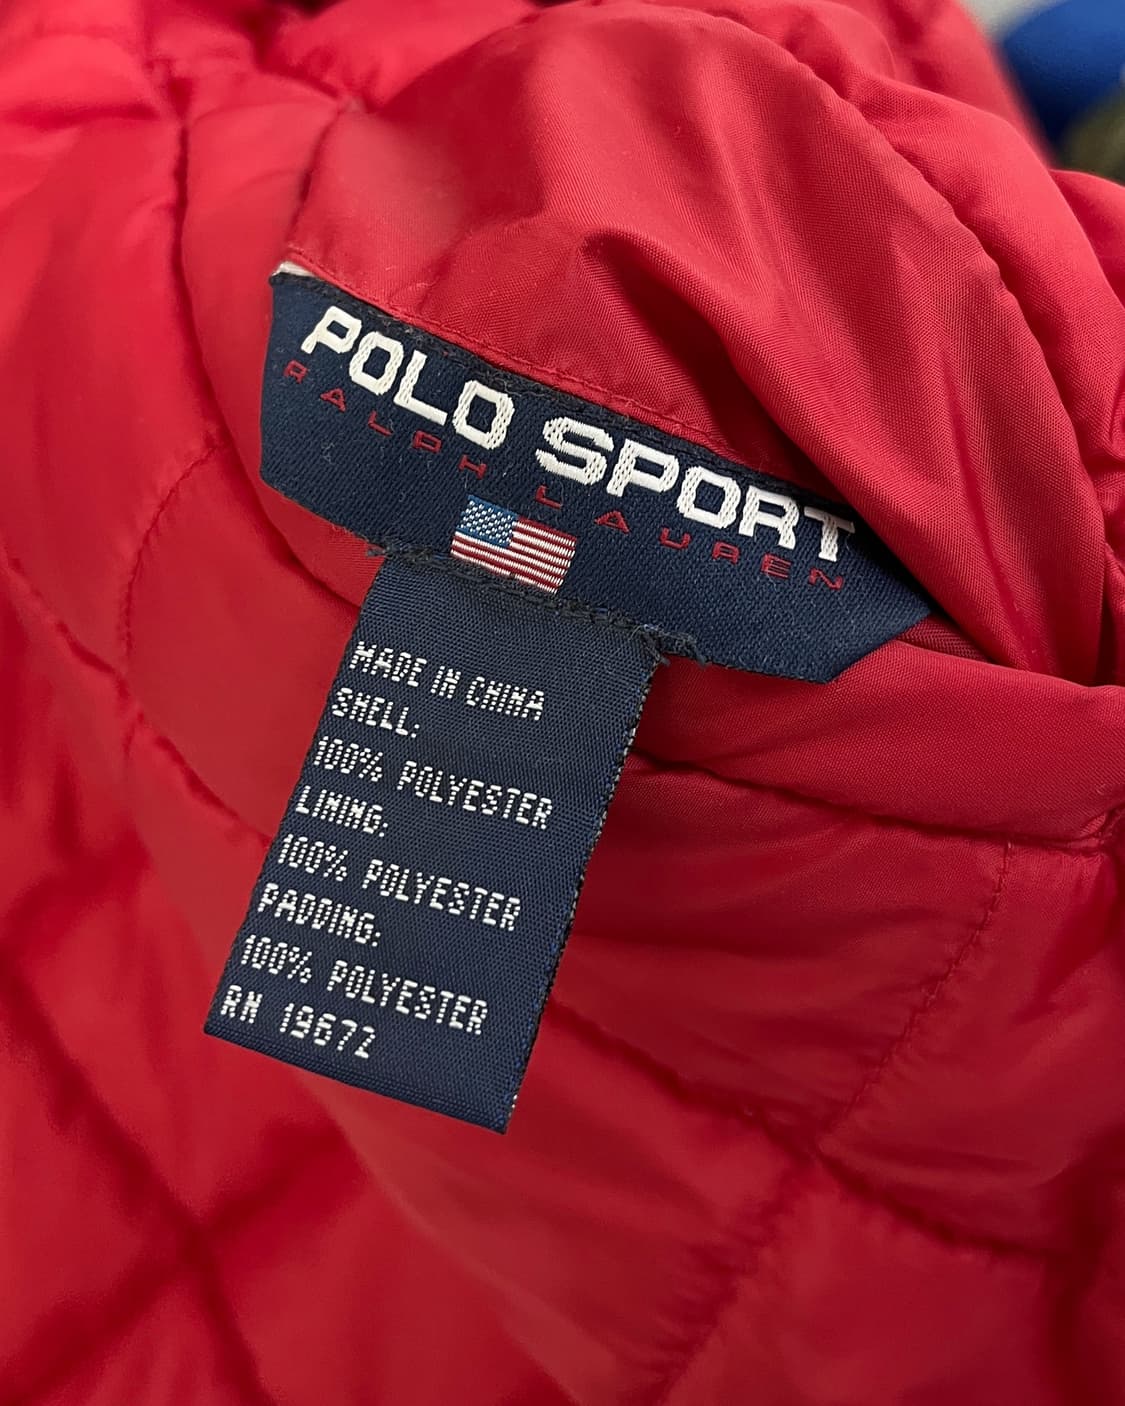 POLO SPORT
RALPH LAUREN
MADE IN CHINA
SHELL:
100% POLYESTER
LINING:
100% POLYESTER
PADDING:
100% POLYESTER
RN 19672